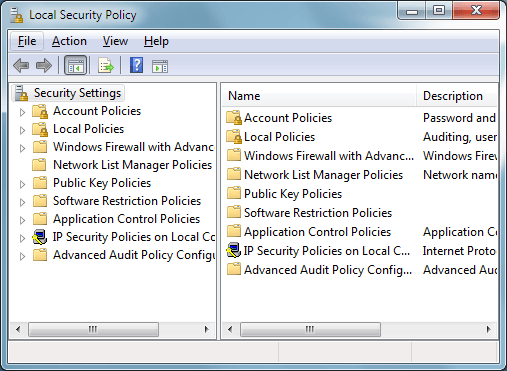 Local Security Policy
File Action View Help
Security Settings
Account Policies
Local Policies
Windows Firewall with Advanc
Network List Manager Policies
Public Key Policies
Software Restriction Policies
Application Control Policies
IP Security Policies on Local Co
Advanced Audit Policy Configu
Name Description
Account Policies Password and
Local Policies Auditing, user
Windows Firewall with Advanc... Windows Firew
Network List Manager Policies Network name
Public Key Policies
Software Restriction Policies
Application Control Policies Application Co
IP Security Policies on Local C... Internet Protoc
Advanced Audit Policy Config... Advanced Aud